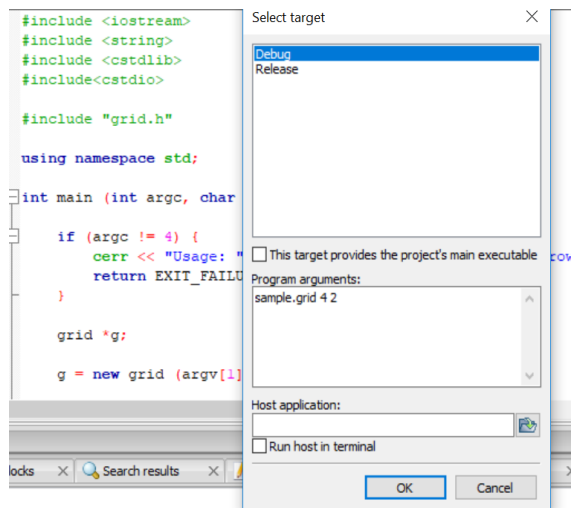 #include <iostream>
#include <string>
#include <cstdlib>
#include<cstdio>
#include "grid.h"
using namespace std;
int main (int argc, char
if (argc != 4) {
cerr << "Usage: "
return EXIT_FAILU
}
grid *g;
g = new grid (argv[1]
Select target
Debug
Release
This target provides the project's main executable
Program arguments:
sample.grid 4 2
Host application:
Run host in terminal
OK Cancel
row
locks Search results